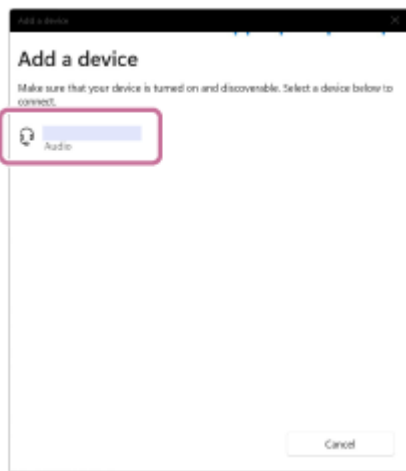 Add a device
Add a device
Make sure that your device is turned on and discoverable. Select a device below to
connect.
Audio
Cancel